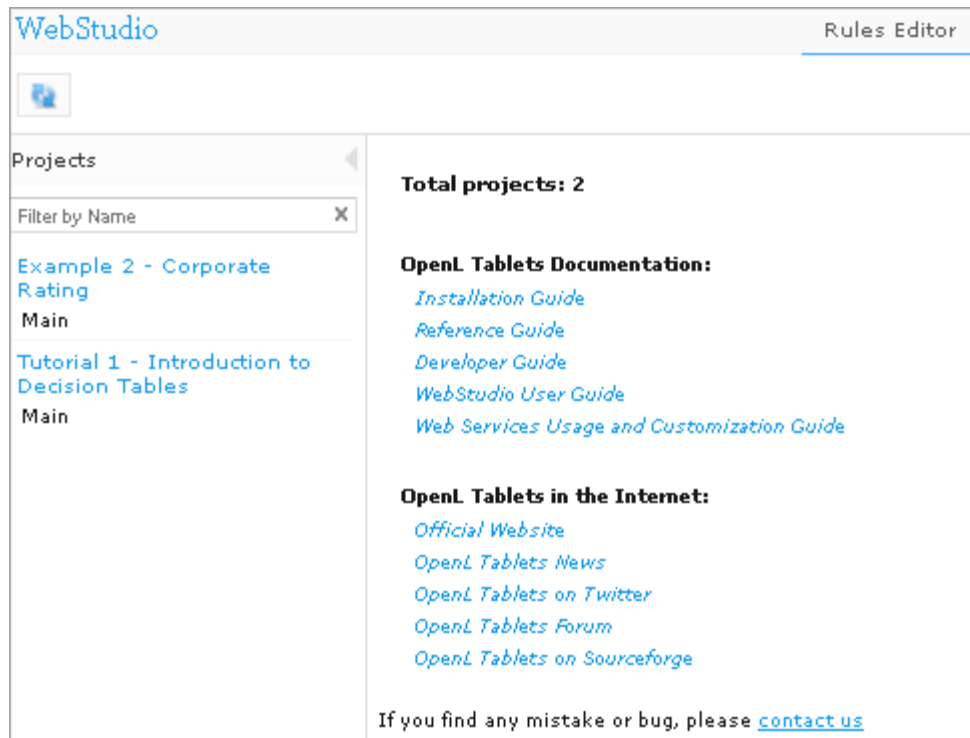 WebStudio
Rules Editor
Projects
Filter by Name
Example 2 - Corporate
Rating
Main
Tutorial 1 - Introduction to
Decision Tables
Main
Total projects: 2
OpenL Tablets Documentation:
Installation Guide
Reference Guide
Developer Guide
WebStudio User Guide
Web Services Usage and Customization Guide
OpenL Tablets in the Internet:
Official Website
OpenL Tablets News
OpenL Tablets on Twitter
OpenL Tablets Forum
OpenL Tablets on Sourceforge
If you find any mistake or bug, please contact us